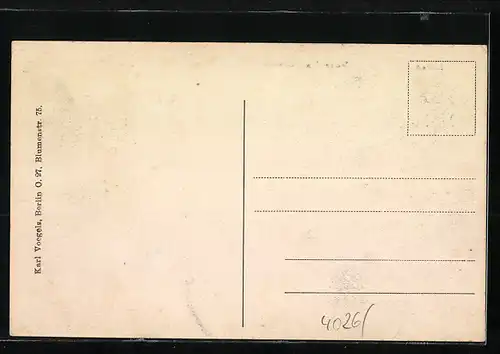 Karl Voegels, Berlin O. 27, Blumenstr. 75.
4026/